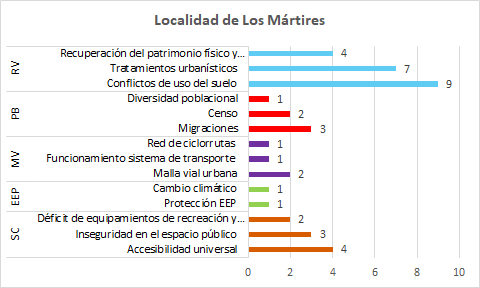 Localidad de Los Mártires
RV
Recuperación del patrimonio físico y... 4
Tratamientos urbanísticos 7
Conflictos de uso del suelo 9
PB
Diversidad poblacional 1
Censo 2
Migraciones 3
MV
Red de ciclorrutas 1
Funcionamiento sistema de transporte 1
Malla vial urbana 2
EEP
Cambio climático 1
Protección EEP 1
SC
Déficit de equipamientos de recreación y... 2
Inseguridad en el espacio público 3
Accesibilidad universal 4
0 2 4 6 8 10